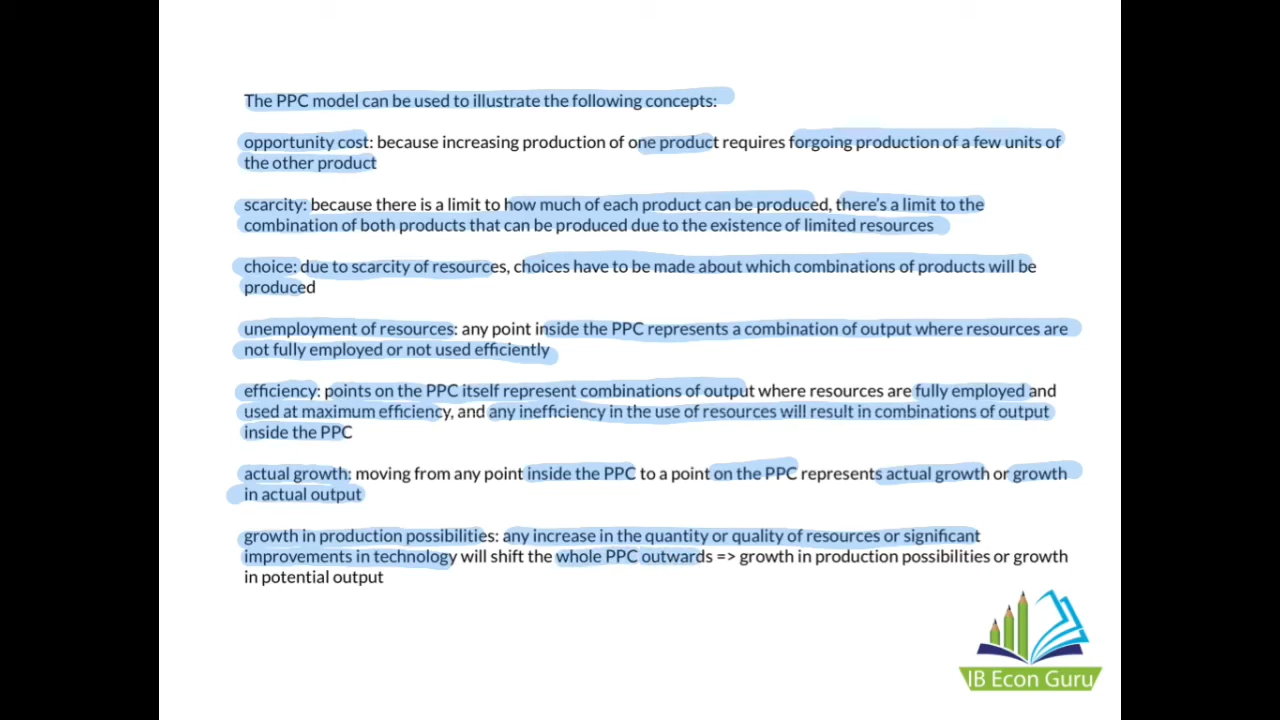 The PPC model can be used to illustrate the following concepts:
opportunity cost: because increasing production of one product requires forgoing production of a few units of
the other product
scarcity: because there is a limit to how much of each product can be produced, there's a limit to the
combination of both products that can be produced due to the existence of limited resources
choice: due to scarcity of resources, choices have to be made about which combinations of products will be
produced
unemployment of resources: any point inside the PPC represents a combination of output where resources are
not fully employed or not used efficiently
efficiency: points on the PPC itself represent combinations of output where resources are fully employed and
used at maximum efficiency, and any inefficiency in the use of resources will result in combinations of output
inside the PPC
actual growth: moving from any point inside the PPC to a point on the PPC represents actual growth or growth
in actual output
growth in production possibilities: any increase in the quantity or quality of resources or significant
improvements in technology will shift the whole PPC outwards => growth in production possibilities or growth
in potential output
IB Econ Guru